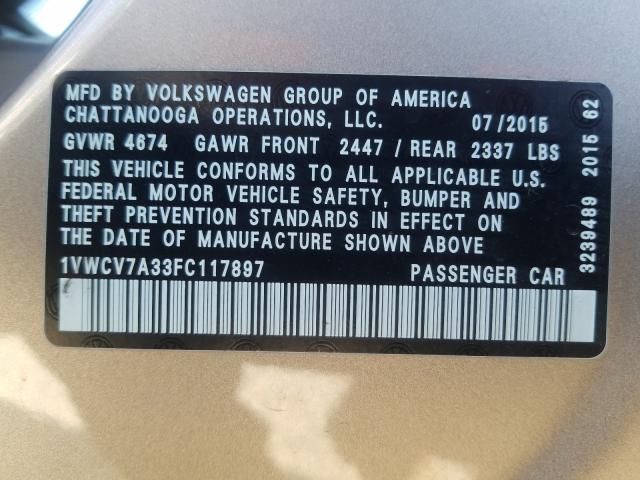 MFD BY VOLKSWAGEN GROUP OF AMERICA
CHATTANOOGA OPERATIONS, LLC. 07/2015
GVWR 4674 GAWR FRONT 2447 / REAR 2337 LBS
THIS VEHICLE CONFORMS TO ALL APPLICABLE U.S.
FEDERAL MOTOR VEHICLE SAFETY, BUMPER AND
THEFT PREVENTION STANDARDS IN EFFECT ON
THE DATE OF MANUFACTURE SHOWN ABOVE
1VWCV7A33FC117897 PASSENGER CAR
3239489 2015 62